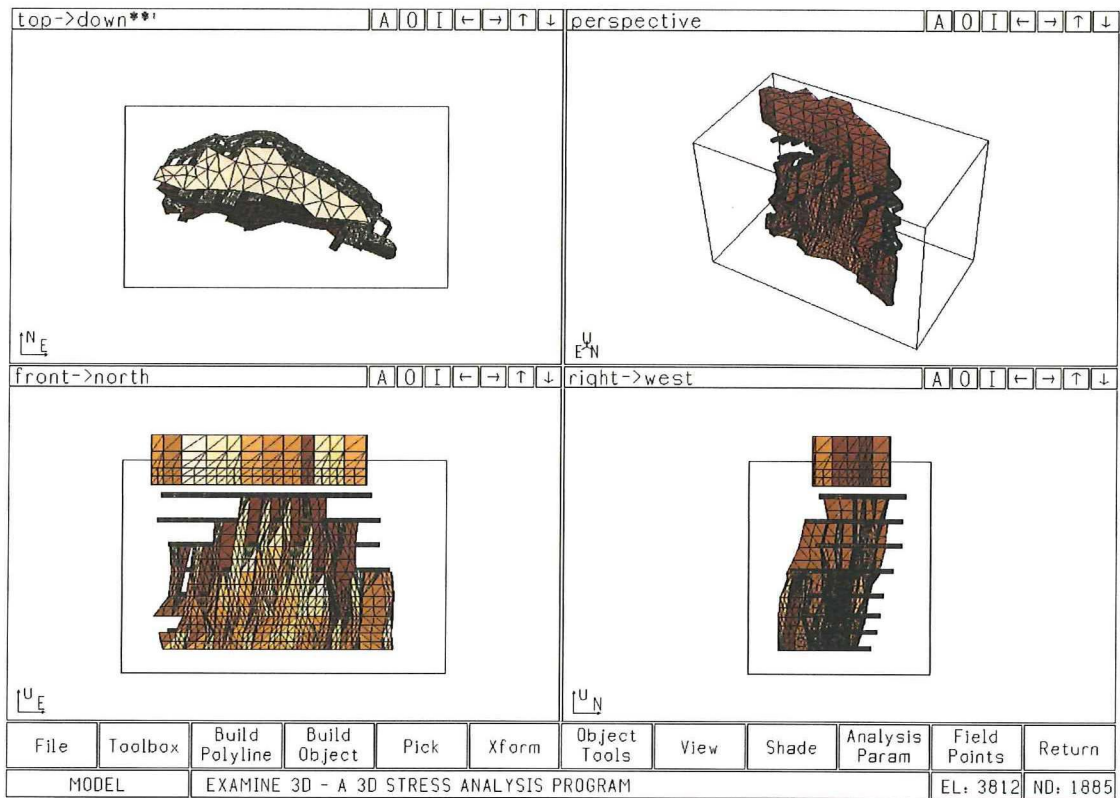 top->down**' A O I ← → ↑ ↓
perspective A O I ← → ↑ ↓
N E
U E N
front->north A O I ← → ↑ ↓
right->west A O I ← → ↑ ↓
U E
U N
File Toolbox Build Polyline Build Object Pick Xform Object Tools View Shade Analysis Param Field Points Return
MODEL EXAMINE 3D - A 3D STRESS ANALYSIS PROGRAM EL: 3812 ND: 1885